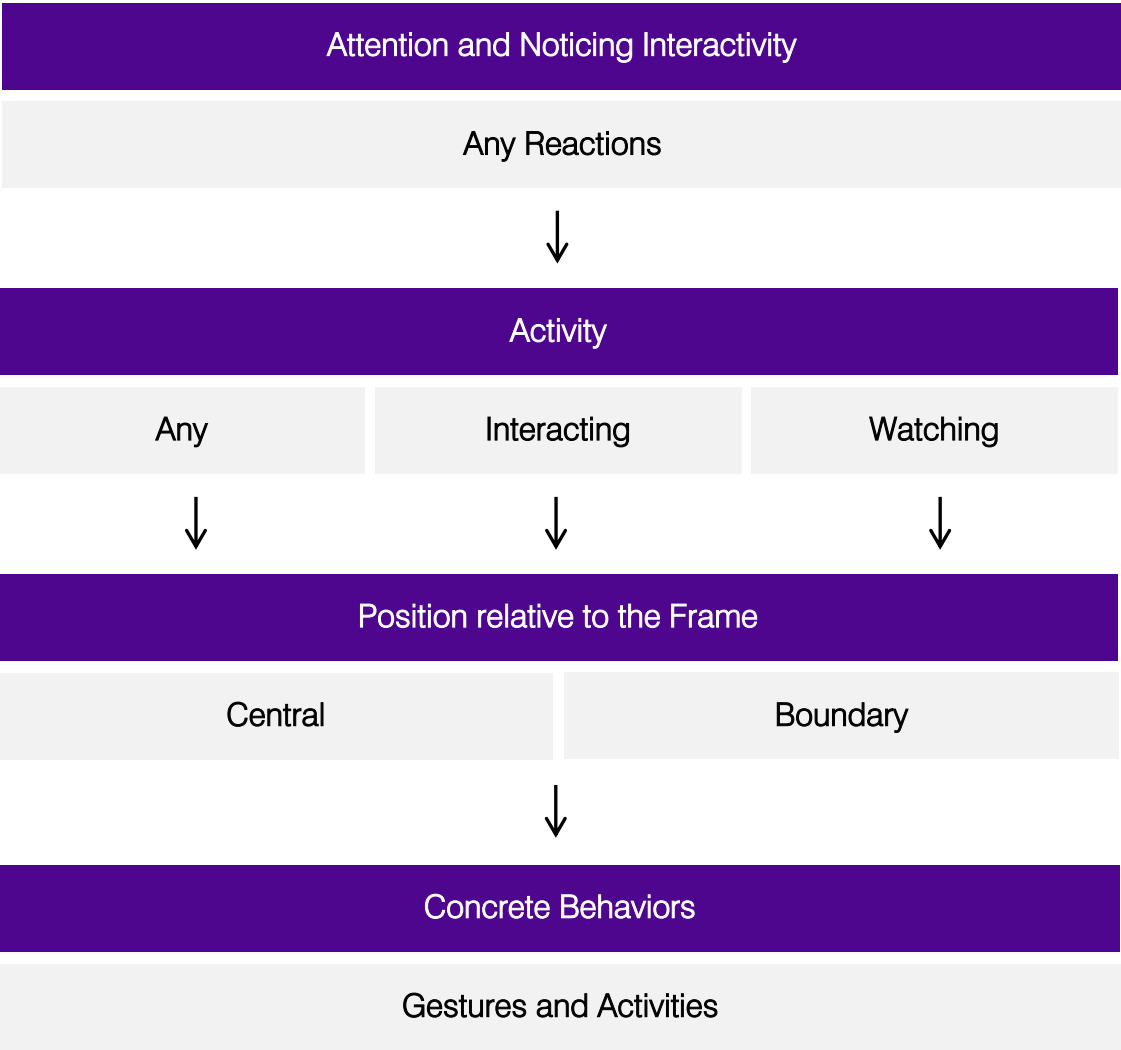 Attention and Noticing Interactivity
Any Reactions
Activity
Any
Interacting
Watching
Position relative to the Frame
Central
Boundary
Concrete Behaviors
Gestures and Activities